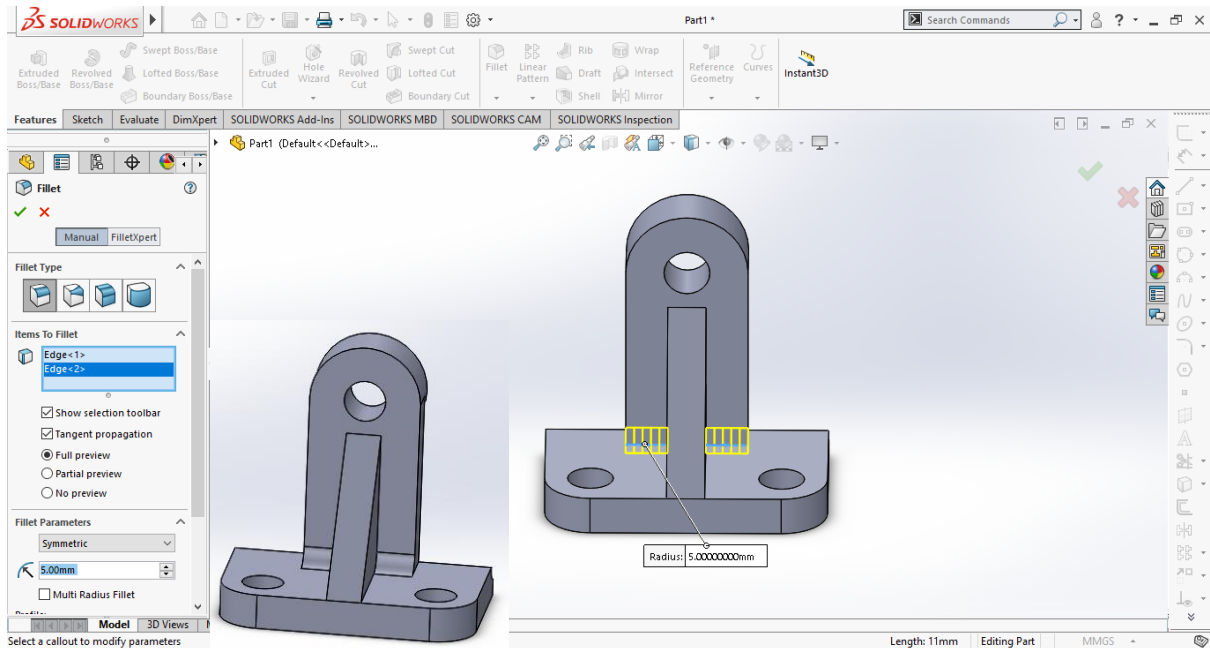 SOLIDWORKS
Part1 *
Search Commands
?
Extruded Boss/Base
Revolved Boss/Base
Swept Boss/Base
Lofted Boss/Base
Boundary Boss/Base
Extruded Cut
Hole Wizard
Revolved Cut
Swept Cut
Lofted Cut
Boundary Cut
Fillet
Linear Pattern
Rib
Draft
Shell
Wrap
Intersect
Mirror
Reference Geometry
Curves
Instant3D
Features Sketch Evaluate DimXpert SOLIDWORKS Add-Ins SOLIDWORKS MBD SOLIDWORKS CAM SOLIDWORKS Inspection
Part1 (Default<<Default>...
Fillet
Manual FilletXpert
Fillet Type
Items To Fillet
Edge<1>
Edge<2>
Show selection toolbar
Tangent propagation
Full preview
Partial preview
No preview
Fillet Parameters
Symmetric
5.00mm
Multi Radius Fillet
Radius: 5.00000000mm
Model 3D Views
Select a callout to modify parameters
Length: 11mm Editing Part MMGS